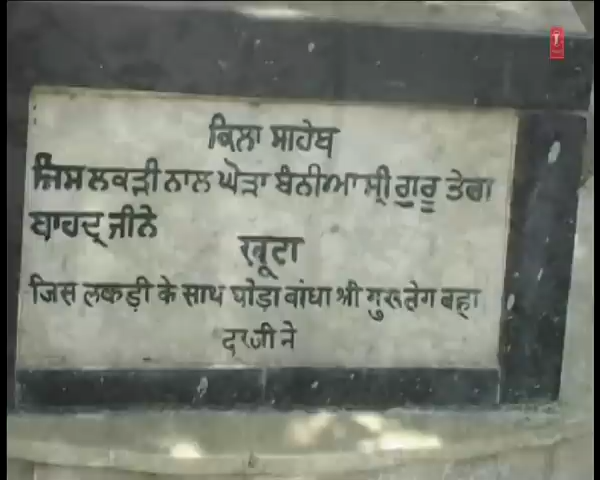 ਕਿਲਾ ਸਾਹੇਬ
ਜਿਸ ਲਕੜੀ ਨਾਲ ਘੋੜਾ ਬੰਨੀਆ ਸ੍ਰੀ ਗੁਰੂ ਤੇਗ
ਬਾਹਦ੍ਰ ਜੀਨੇ
खूटा
जिस लकड़ी के साथ घोड़ा बांधा श्री गुरु तेग बहा
दरजी ने